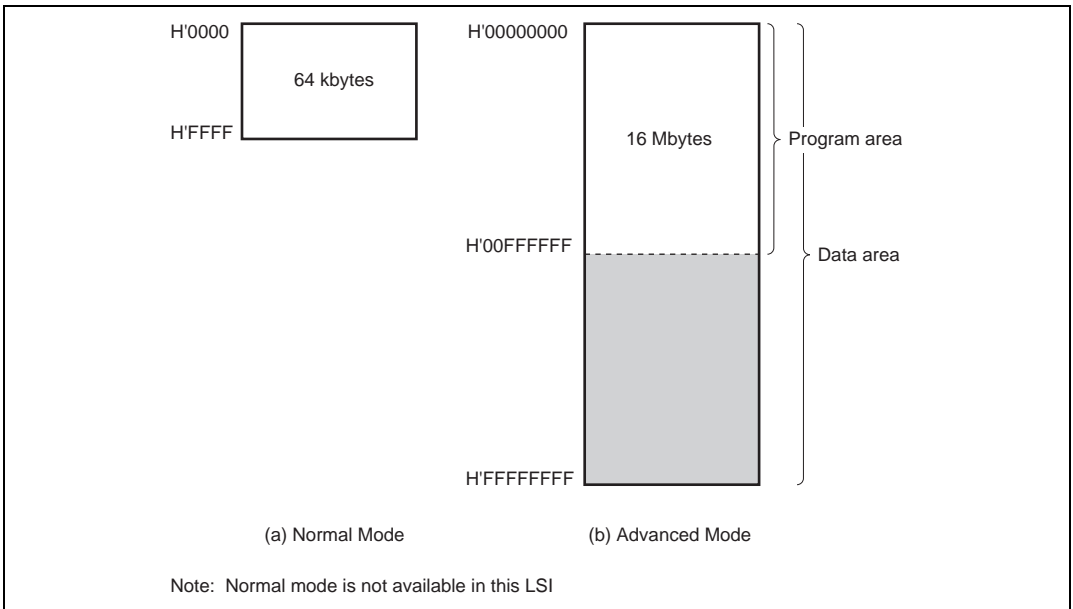 H'0000
64 kbytes
H'FFFF
H'00000000
16 Mbytes
Program area
H'00FFFFFF
Data area
H'FFFFFFFF
(a) Normal Mode
(b) Advanced Mode
Note: Normal mode is not available in this LSI